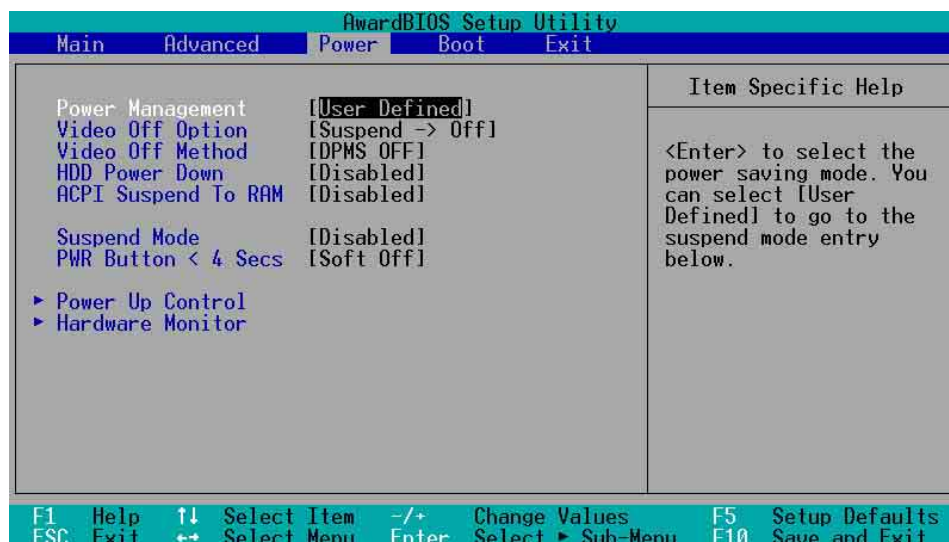 AwardBIOS Setup Utility
Main Advanced Power Boot Exit
Item Specific Help
Power Management [User Defined]
Video Off Option [Suspend -> Off]
Video Off Method [DPMS OFF]
HDD Power Down [Disabled]
ACPI Suspend To RAM [Disabled]
Suspend Mode [Disabled]
PWR Button < 4 Secs [Soft Off]
► Power Up Control
► Hardware Monitor
<Enter> to select the
power saving mode. You
can select [User
Defined] to go to the
suspend mode entry
below.
F1 Help ↑↓ Select Item -/+ Change Values F5 Setup Defaults
ESC Exit ←→ Select Menu Enter Select ► Sub-Menu F10 Save and Exit